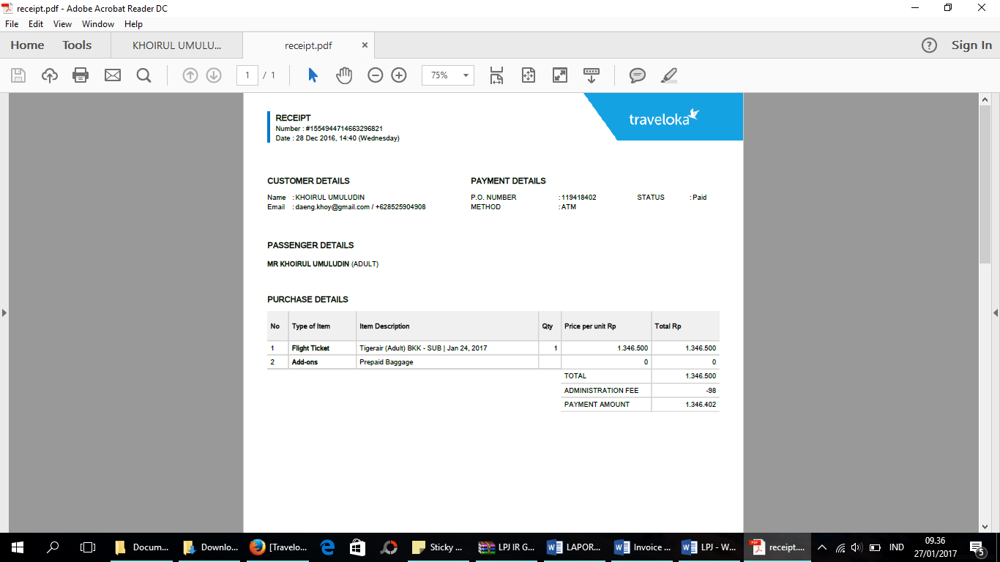 receipt.pdf - Adobe Acrobat Reader DC
File Edit View Window Help
Home Tools KHOIRUL UMULU... receipt.pdf × ? Sign In
1 / 1 75%
traveloka
RECEIPT
Number : #1554944714663296821
Date : 28 Dec 2016, 14:40 (Wednesday)
CUSTOMER DETAILS PAYMENT DETAILS
Name : KHOIRUL UMULUDIN P.O. NUMBER : 119418402 STATUS : Paid
Email : daeng.khoy@gmail.com / +628525904908 METHOD : ATM
PASSENGER DETAILS
MR KHOIRUL UMULUDIN (ADULT)
PURCHASE DETAILS
No Type of Item Item Description Qty Price per unit Rp Total Rp
1 Flight Ticket Tigerair (Adult) BKK - SUB | Jan 24, 2017 1 1.346.500 1.346.500
2 Add-ons Prepaid Baggage 0 0
TOTAL 1.346.500
ADMINISTRATION FEE -98
PAYMENT AMOUNT 1.346.402
Docum... Downlo... [Travelo... Sticky ... LPJ IR G... LAPOR... Invoice ... LPJ - W... receipt.... IND 09.36
27/01/2017 5